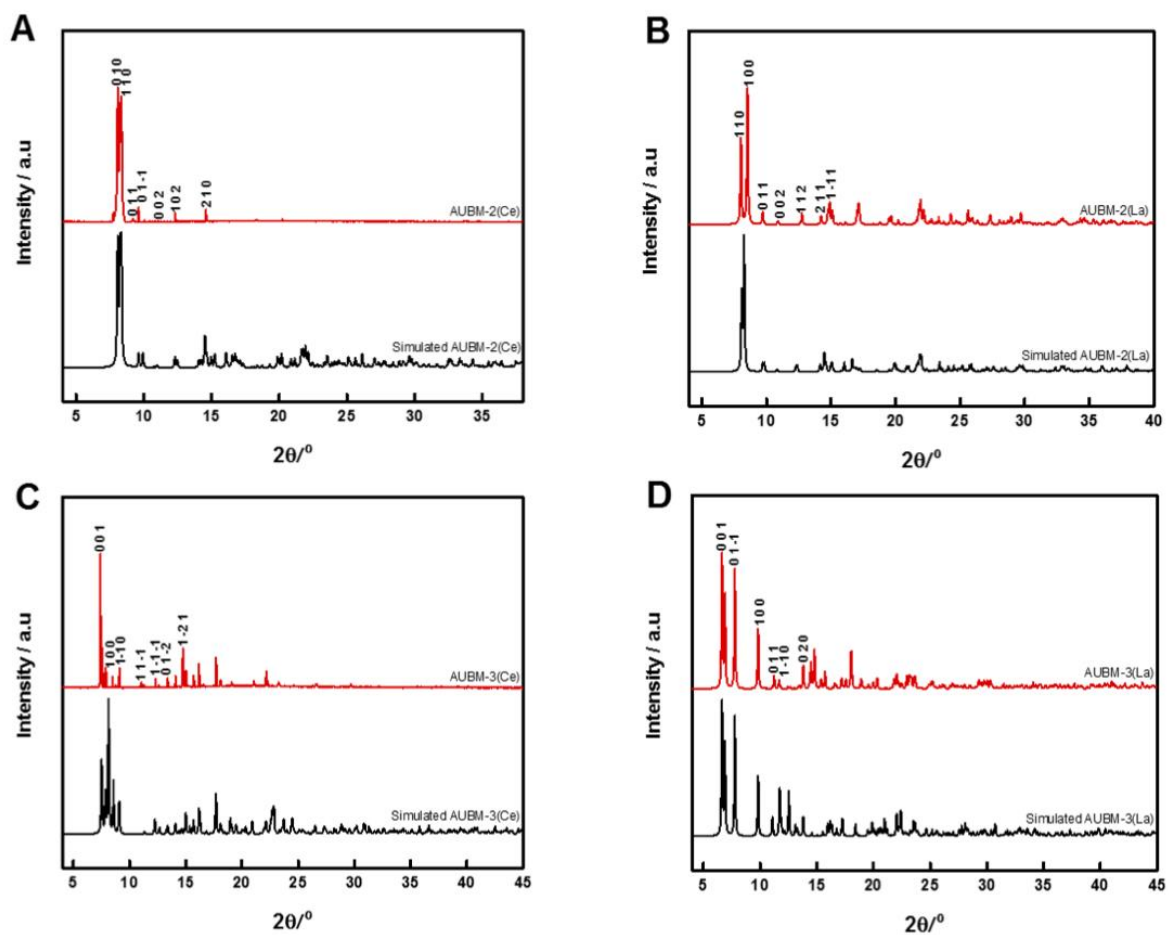 A
Intensity / a.u
0 1 0
1 1 0
0 1 1
0 1 -1
0 0 2
1 0 2
2 1 0
AUBM-2(Ce)
Simulated AUBM-2(Ce)
5 10 15 20 25 30 35
2θ/⁰
B
Intensity / a.u
1 1 0
1 0 0
0 1 1
0 0 2
1 1 2
2 1 1
1 -1 1
AUBM-2(La)
Simulated AUBM-2(La)
5 10 15 20 25 30 35 40
2θ/⁰
C
Intensity / a.u
0 0 1
1 0 0
1 -1 0
1 1 -1
1 -1 -1
0 1 -2
1 -2 1
AUBM-3(Ce)
Simulated AUBM-3(Ce)
5 10 15 20 25 30 35 40 45
2θ/⁰
D
Intensity / a.u
0 0 1
0 1 -1
1 0 0
0 1 1
1 -1 0
0 2 0
AUBM-3(La)
Simulated AUBM-3(La)
5 10 15 20 25 30 35 40 45
2θ/⁰